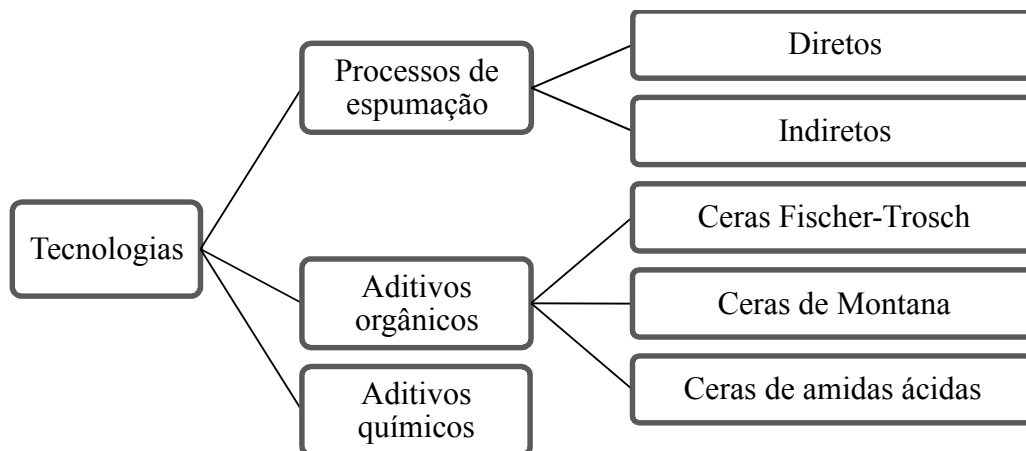 Tecnologias
Processos de
espumação
Diretos
Indiretos
Aditivos
orgânicos
Ceras Fischer-Trosch
Ceras de Montana
Ceras de amidas ácidas
Aditivos
químicos